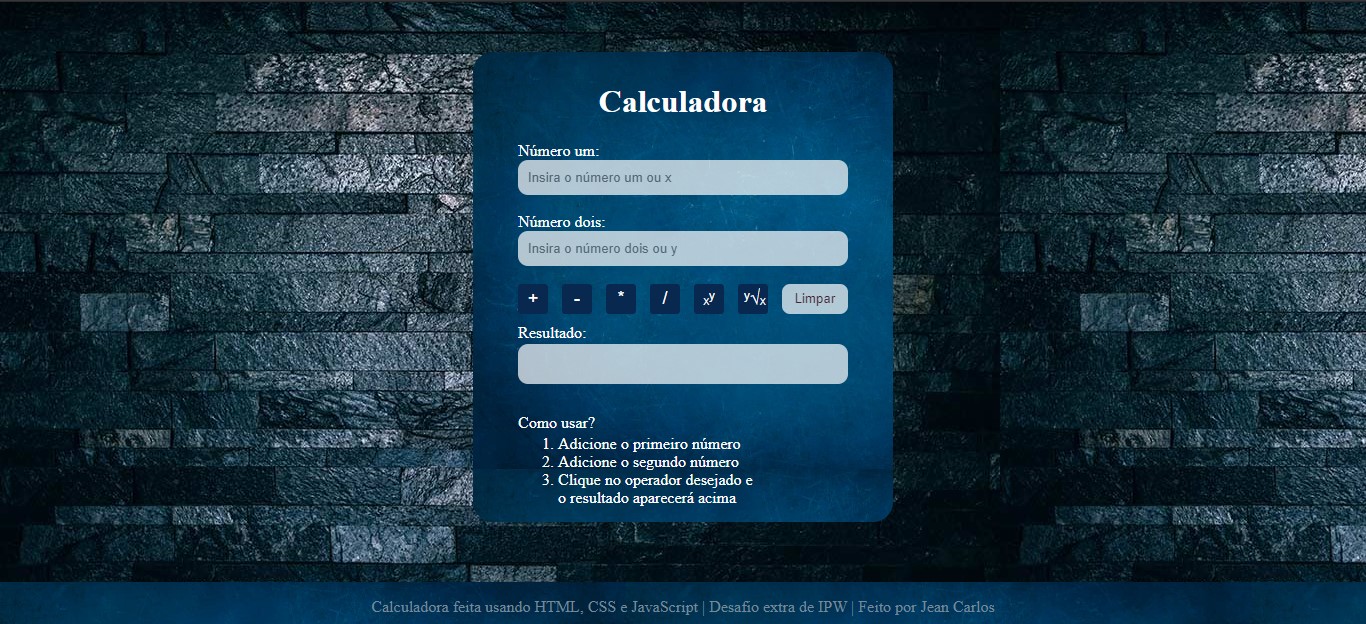 Calculadora
Número um:
Insira o número um ou x
Número dois:
Insira o número dois ou y
+ - * / xʸ ʸ√x Limpar
Resultado:
Como usar?
1. Adicione o primeiro número
2. Adicione o segundo número
3. Clique no operador desejado e
o resultado aparecerá acima
Calculadora feita usando HTML, CSS e JavaScript | Desafio extra de IPW | Feito por Jean Carlos